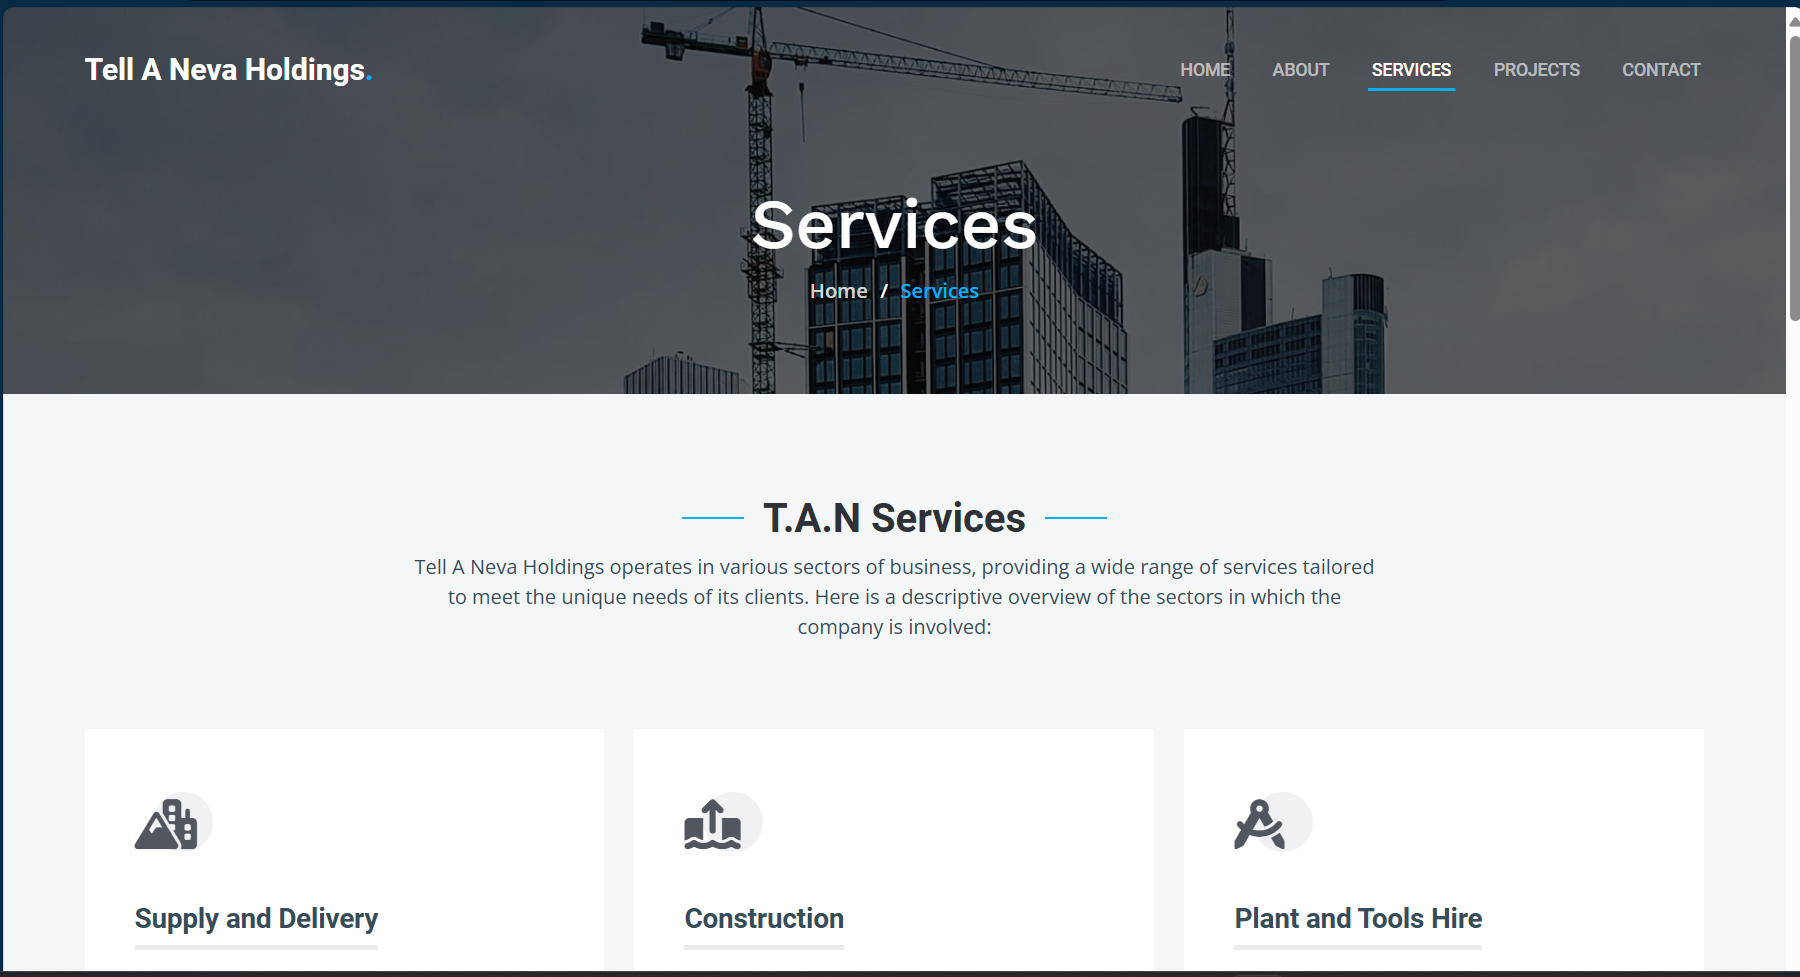 Tell A Neva Holdings.
HOME ABOUT SERVICES PROJECTS CONTACT
Services
Home / Services
T.A.N Services
Tell A Neva Holdings operates in various sectors of business, providing a wide range of services tailored
to meet the unique needs of its clients. Here is a descriptive overview of the sectors in which the
company is involved:
Supply and Delivery
Construction
Plant and Tools Hire